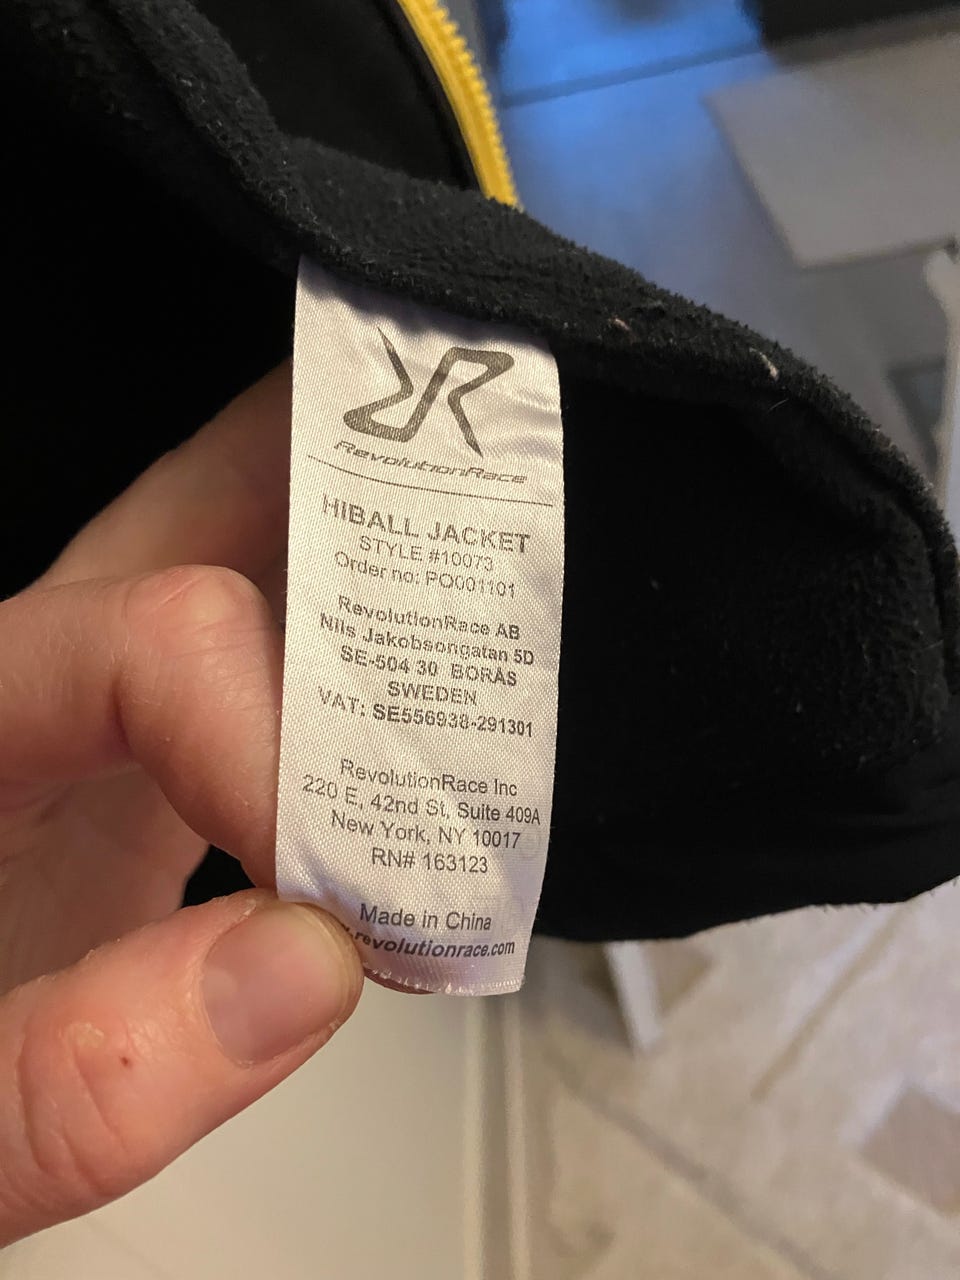 RevolutionRace
HIBALL JACKET
STYLE #10073
Order no: PO001101
RevolutionRace AB
Nils Jakobsongatan 5D
SE-504 30 BORÅS
SWEDEN
VAT: SE556938-291301
RevolutionRace Inc
220 E, 42nd St, Suite 409A
New York, NY 10017
RN# 163123
Made in China
.revolutionrace.com